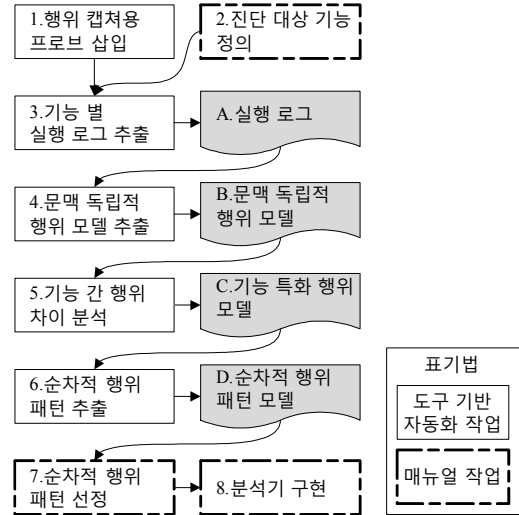 1.행위 캡쳐용
프로브 삽입
2.진단 대상 기능
정의
3.기능 별
실행 로그 추출
A.실행 로그
4.문맥 독립적
행위 모델 추출
B.문맥 독립적
행위 모델
5.기능 간 행위
차이 분석
C.기능 특화 행위
모델
6.순차적 행위
패턴 추출
D.순차적 행위
패턴 모델
7.순차적 행위
패턴 선정
8.분석기 구현
표기법
도구 기반
자동화 작업
매뉴얼 작업